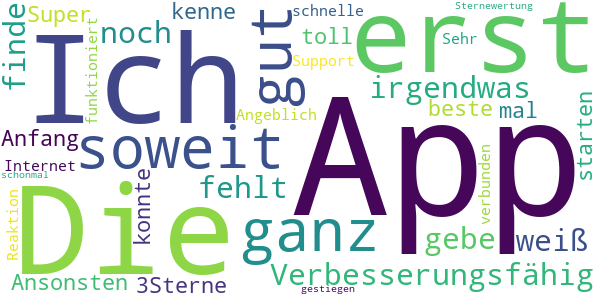 Sternewertung
kenne
schnelle
Super
finde
funktioniert
noch
Ich
gut
toll
Sehr
erst
Support
irgendwas
Angeblich
beste
mal
starten
Anfang
soweit
App
Internet
schonmal
Die
konnte
fehlt
verbunden
Reaktion
ganz
gebe
weiß
Ansonsten
3Sterne
Verbesserungsfähig
gestiegen